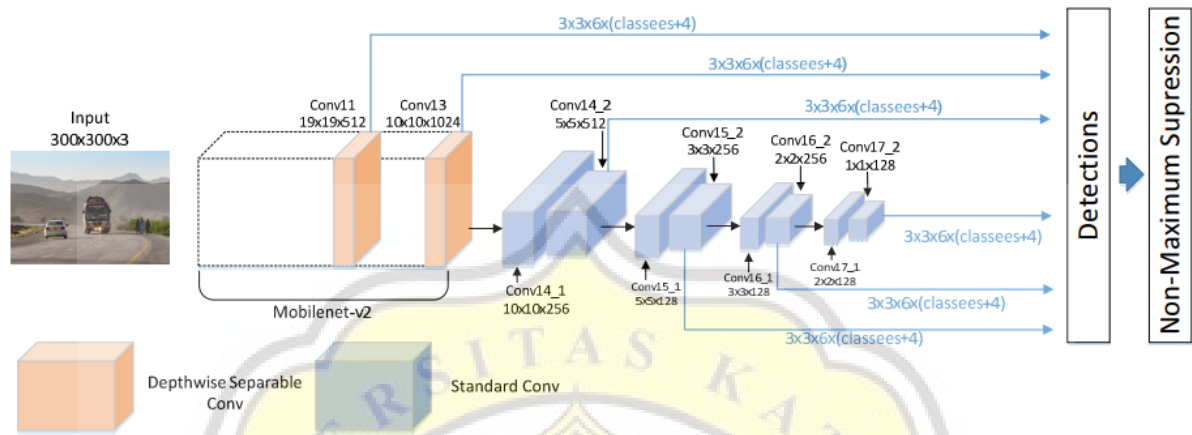 3x3x6x(classees+4)
3x3x6x(classees+4)
Input
300x300x3
Conv11
19x19x512
Conv13
10x10x1024
Conv14_2
5x5x512
3x3x6x(classees+4)
Conv15_2
3x3x256
Conv16_2
2x2x256
Conv17_2
1x1x128
3x3x6x(classees+4)
Conv14_1
10x10x256
Conv15_1
5x5x128
Conv16_1
3x3x128
Conv17_1
2x2x128
3x3x6x(classees+4)
3x3x6x(classees+4)
Mobilenet-v2
Detections
Non-Maximum Supression
Depthwise Separable
Conv
Standard Conv
RSITAS KAT